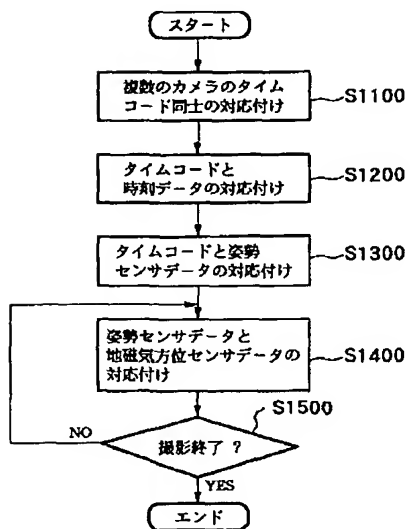 スタート
複数のカメラのタイム
コード同士の対応付け
S1100
タイムコードと
時刻データの対応付け
S1200
タイムコードと姿勢
センサデータの対応付け
S1300
姿勢センサデータと
地磁気方位センサデータの
対応付け
S1400
S1500
撮影終了 ?
NO
YES
エンド